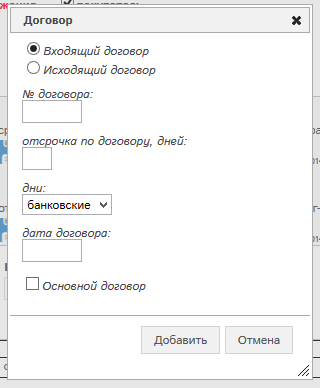 Договор
Входящий договор
Исходящий договор
№ договора:
отсрочка по договору, дней:
дни:
банковские
дата договора:
Основной договор
Добавить Отмена